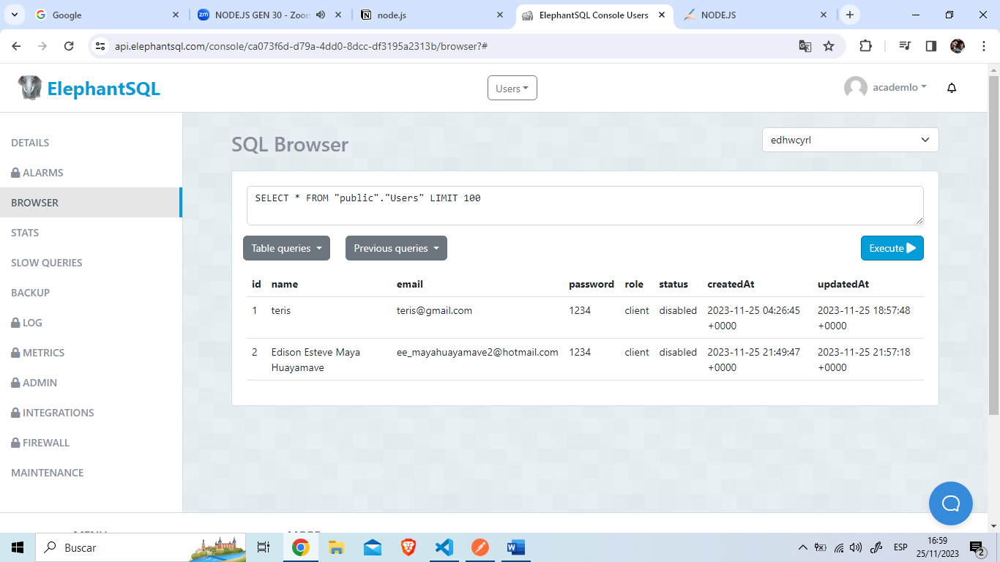 Google
NODE.JS GEN 30 - Zoom
node.js
ElephantSQL Console Users
NODE.JS
api.elephantsql.com/console/ca073f6d-d79a-4dd0-8dcc-df3195a2313b/browser?#
ElephantSQL
Users
academlo
DETAILS
ALARMS
BROWSER
STATS
SLOW QUERIES
BACKUP
LOG
METRICS
ADMIN
INTEGRATIONS
FIREWALL
MAINTENANCE
SQL Browser
edhwcyrl
SELECT * FROM "public"."Users" LIMIT 100
Table queries
Previous queries
Execute
id name email password role status createdAt updatedAt
1 teris teris@gmail.com 1234 client disabled 2023-11-25 04:26:45 +0000 2023-11-25 18:57:48 +0000
2 Edison Esteve Maya Huayamave ee_mayahuayamave2@hotmail.com 1234 client disabled 2023-11-25 21:49:47 +0000 2023-11-25 21:57:18 +0000
MENU
MORE
Buscar
ESP
16:59
25/11/2023
2